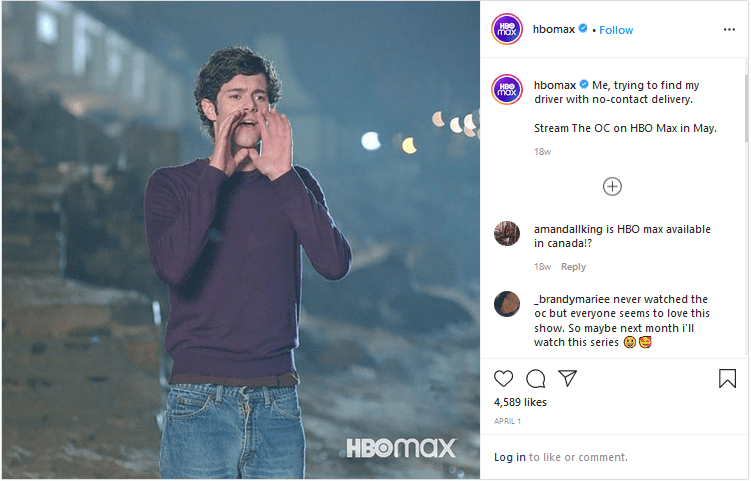 HBO
max
hbomax • Follow
HBO
max
hbomax Me, trying to find my
driver with no-contact delivery.
Stream The OC on HBO Max in May.
18w
amandallking is HBO max available
in canada!?
18w Reply
_brandymariee never watched the
oc but everyone seems to love this
show. So maybe next month i'll
watch this series 😃🥰
4,589 likes
APRIL 1
Log in to like or comment.
HBOmax